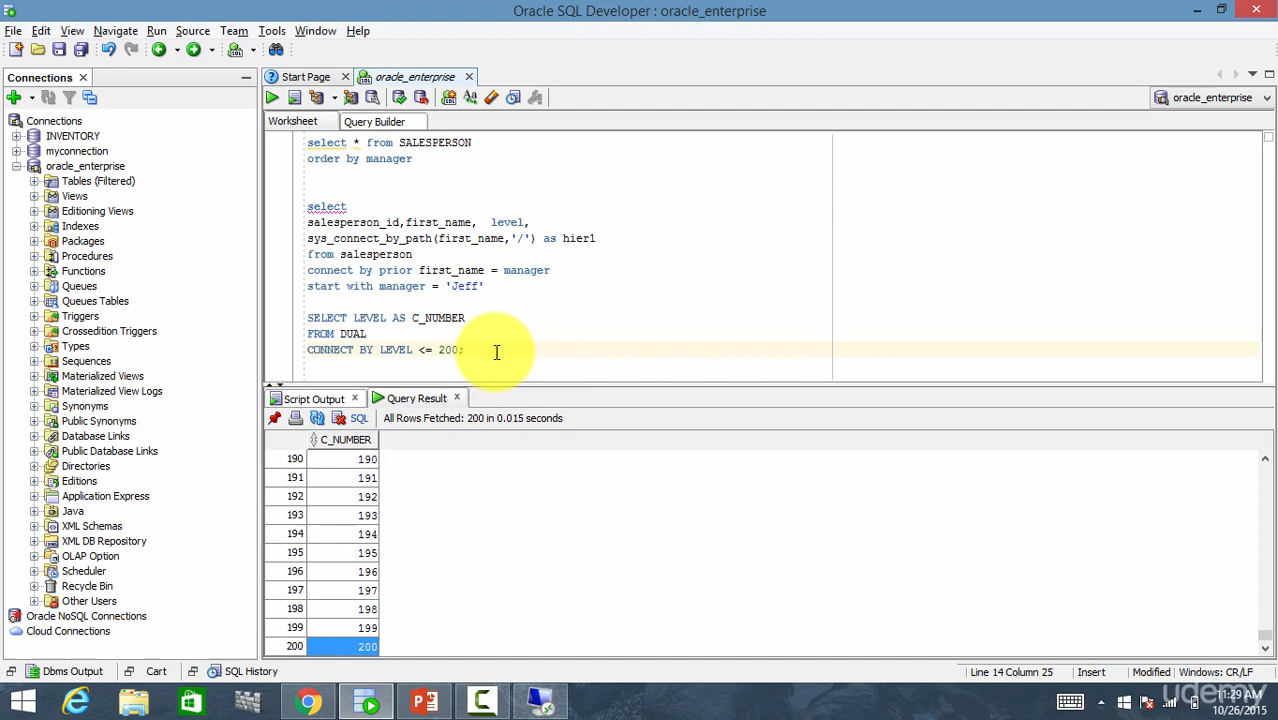 Oracle SQL Developer : oracle_enterprise
File Edit View Navigate Run Source Team Tools Window Help
Connections
Start Page
oracle_enterprise
oracle_enterprise
Worksheet
Query Builder
Connections
INVENTORY
myconnection
oracle_enterprise
Tables (Filtered)
Views
Editioning Views
Indexes
Packages
Procedures
Functions
Queues
Queues Tables
Triggers
Crossedition Triggers
Types
Sequences
Materialized Views
Materialized View Logs
Synonyms
Public Synonyms
Database Links
Public Database Links
Directories
Editions
Application Express
Java
XML Schemas
XML DB Repository
OLAP Option
Scheduler
Recycle Bin
Other Users
Oracle NoSQL Connections
Cloud Connections
select * from SALESPERSON
order by manager
select
salesperson_id,first_name,  level,
sys_connect_by_path(first_name,'/') as hier1
from salesperson
connect by prior first_name = manager
start with manager = 'Jeff'
SELECT LEVEL AS C_NUMBER
FROM DUAL
CONNECT BY LEVEL <= 200;
Script Output
Query Result
SQL
All Rows Fetched: 200 in 0.015 seconds
C_NUMBER
190 190
191 191
192 192
193 193
194 194
195 195
196 196
197 197
198 198
199 199
200 200
Dbms Output
Cart
SQL History
Line 14 Column 25
Insert
Modified
Windows: CR/LF
11:29 AM
10/26/2015
udemy